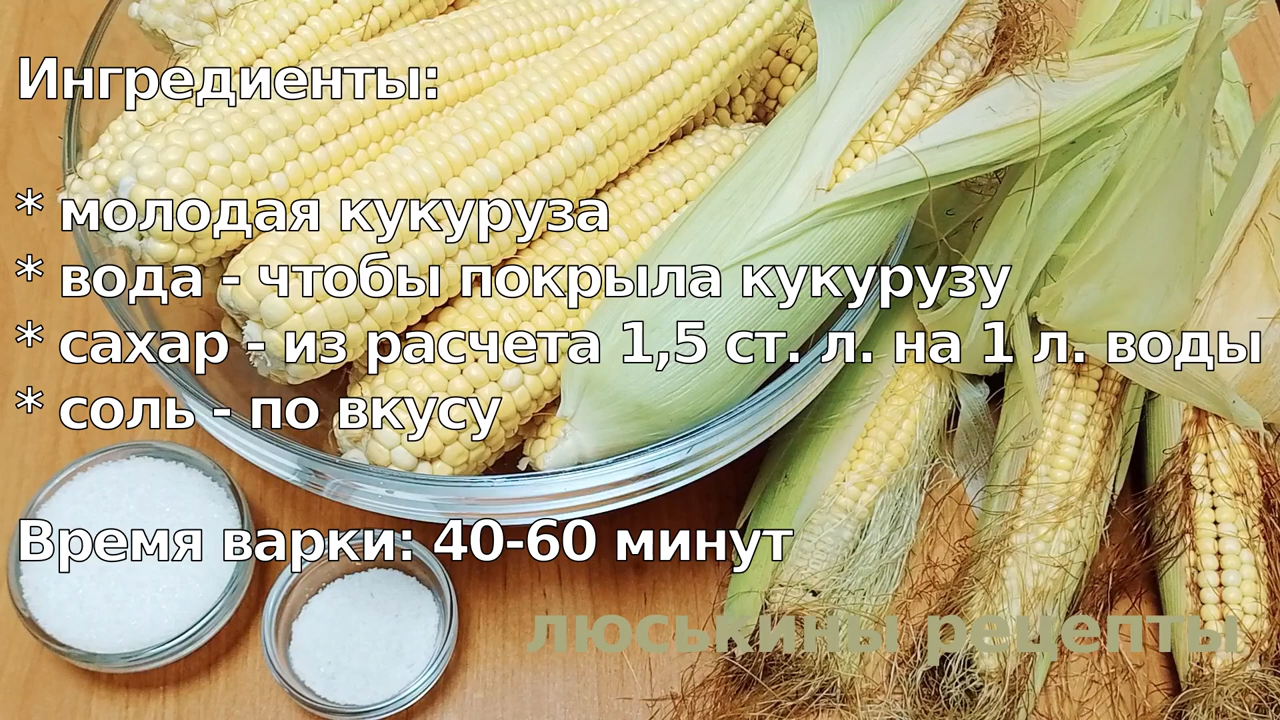 Ингредиенты:
* молодая кукуруза
* вода - чтобы покрыла кукурузу
* сахар - из расчета 1,5 ст. л. на 1 л. воды
* соль - по вкусу
Время варки: 40-60 минут
люськины рецепты